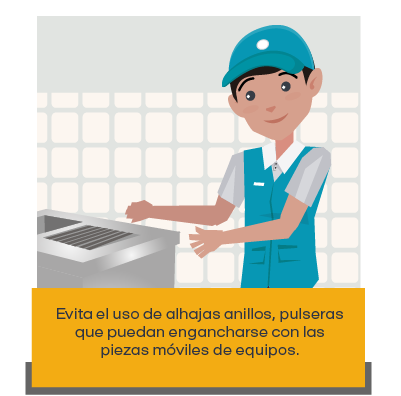 Evita el uso de alhajas anillos, pulseras
que puedan engancharse con las
piezas móviles de equipos.